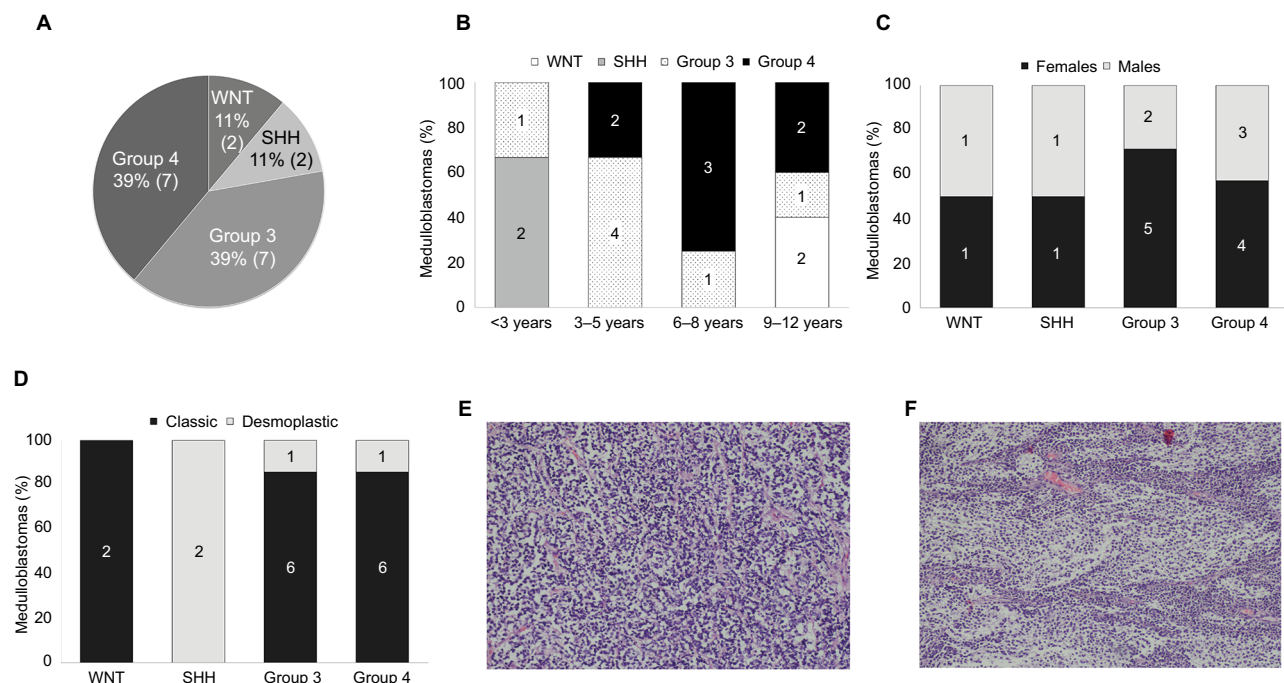 A
WNT
11%
(2)
SHH
11% (2)
Group 4
39% (7)
Group 3
39% (7)
B
WNT SHH Group 3 Group 4
Medulloblastomas (%)
100
80
60
40
20
0
1
2
2
4
3
1
2
1
2
<3 years 3–5 years 6–8 years 9–12 years
C
Females Males
Medulloblastomas (%)
100
80
60
40
20
0
1
1
1
1
2
5
3
4
WNT SHH Group 3 Group 4
D
Classic Desmoplastic
Medulloblastomas (%)
100
80
60
40
20
0
2
2
1
6
1
6
WNT SHH Group 3 Group 4
E
F